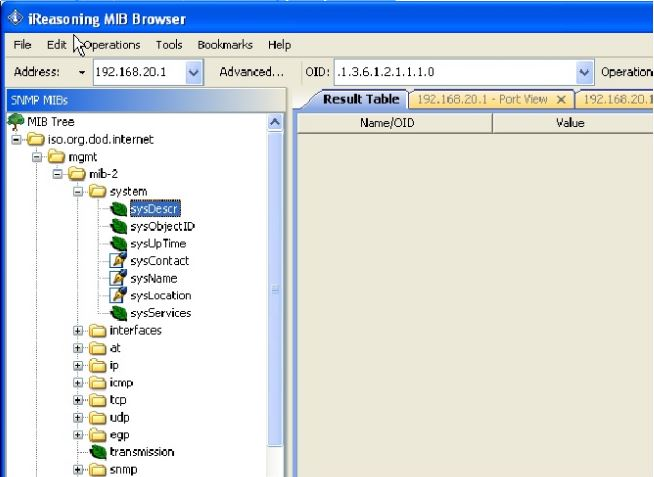 iReasoning MIB Browser
File Edit Operations Tools Bookmarks Help
Address: 192.168.20.1 Advanced... OID: .1.3.6.1.2.1.1.1.0 Operation
SNMP MIBs
Result Table 192.168.20.1 - Port View 192.168.20.1
MIB Tree
Name/OID Value
iso.org.dod.internet
mgmt
mib-2
system
sysDescr
sysObjectID
sysUpTime
sysContact
sysName
sysLocation
sysServices
interfaces
at
ip
icmp
tcp
udp
egp
transmission
snmp